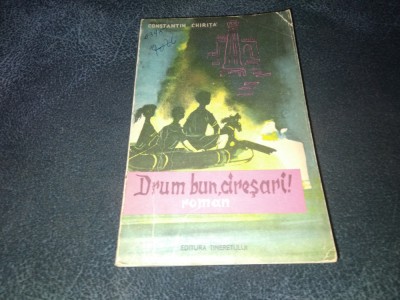 CONSTANTIN CHIRIȚĂ
Drum bun, cireșari!
roman
EDITURA TINERETULUI